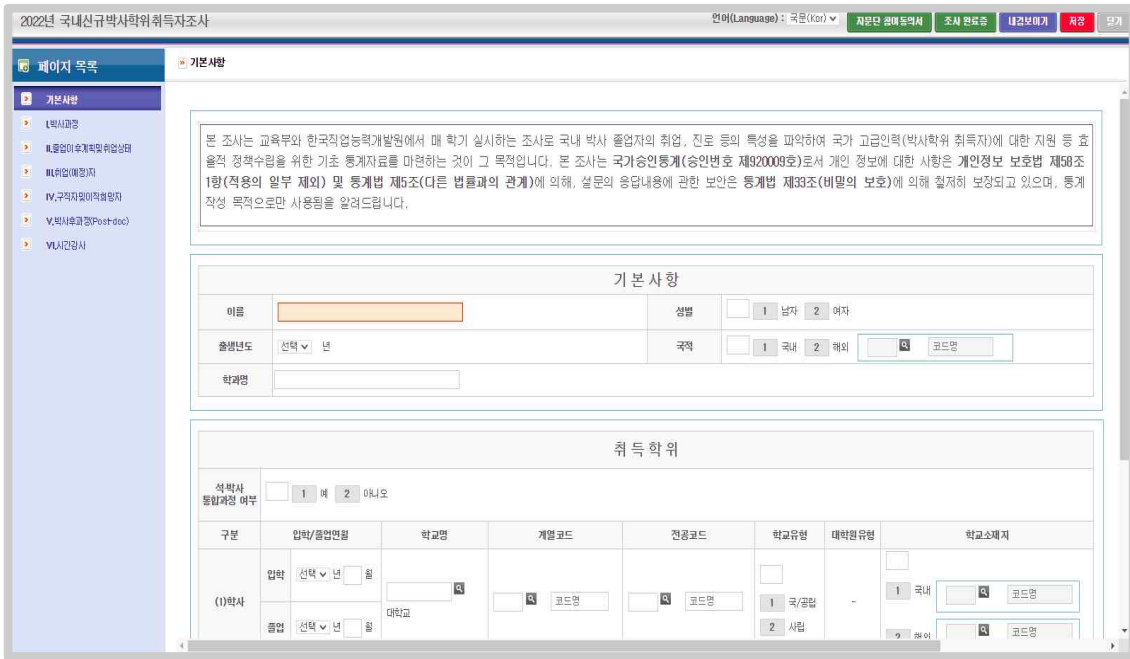 2022년 국내신규박사학위취득자조사
언어(Language) : 국문(Kor)
자문단 참여동의서
조사 완료증
내검보이기
저장
닫기
페이지 목록
기본사항
I.박사과정
II.졸업이후계획및취업상태
III.취업(예정)자
IV.구직자및이직희망자
V.박사후과정(Post-doc)
VI.시간강사
기본사항
본 조사는 교육부와 한국직업능력개발원에서 매 학기 실시하는 조사로 국내 박사 졸업자의 취업, 진로 등의 특성을 파악하여 국가 고급인력(박사학위 취득자)에 대한 지원 등 효
율적 정책수립을 위한 기초 통계자료를 마련하는 것이 그 목적입니다. 본 조사는 국가승인통계(승인번호 제920009호)로서 개인 정보에 대한 사항은 개인정보 보호법 제58조
1항(적용의 일부 제외) 및 통계법 제5조(다른 법률과의 관계)에 의해, 설문의 응답내용에 관한 보안은 통계법 제33조(비밀의 보호)에 의해 철저히 보장되고 있으며, 통계
작성 목적으로만 사용됨을 알려드립니다.
기본사항
이름 성별 1 남자 2 여자
출생년도 선택 년 국적 1 국내 2 해외 코드명
학과명
취득학위
석·박사
통합과정 여부 1 예 2 아니오
구분 입학/졸업연월 학교명 계열코드 전공코드 학교유형 대학원유형 학교소재지
(1)학사
입학 선택 년 월
졸업 선택 년 월
대학교
코드명
코드명
1 국/공립
2 사립
-
1 국내 코드명
2 해외 코드명